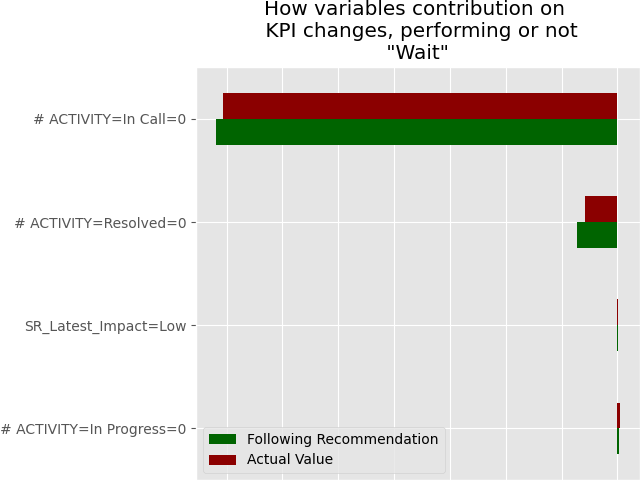 How variables contribution on
KPI changes, performing or not
"Wait"
# ACTIVITY=In Call=0
# ACTIVITY=Resolved=0
SR_Latest_Impact=Low
# ACTIVITY=In Progress=0
Following Recommendation
Actual Value